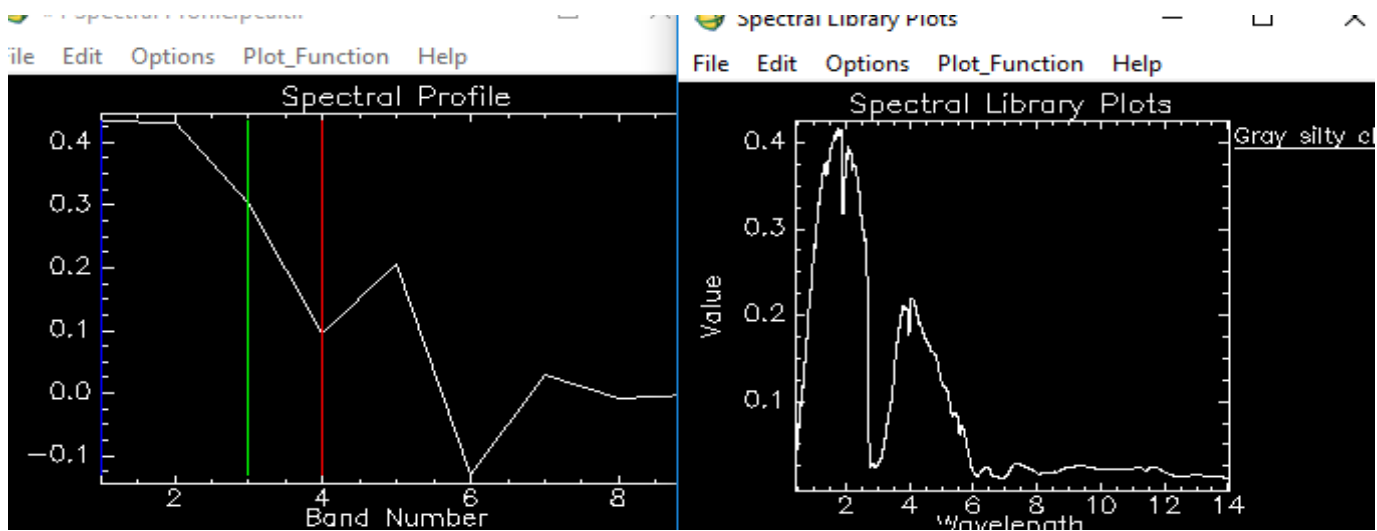 Spectral Library Plots
File Edit Options Plot_Function Help
Spectral Profile
0.4
0.3
0.2
0.1
0.0
-0.1
2 4 6 8
Band Number
File Edit Options Plot_Function Help
Spectral Library Plots
Gray silty cl
0.4
0.3
0.2
0.1
Value
2 4 6 8 10 12 14
Wavelength